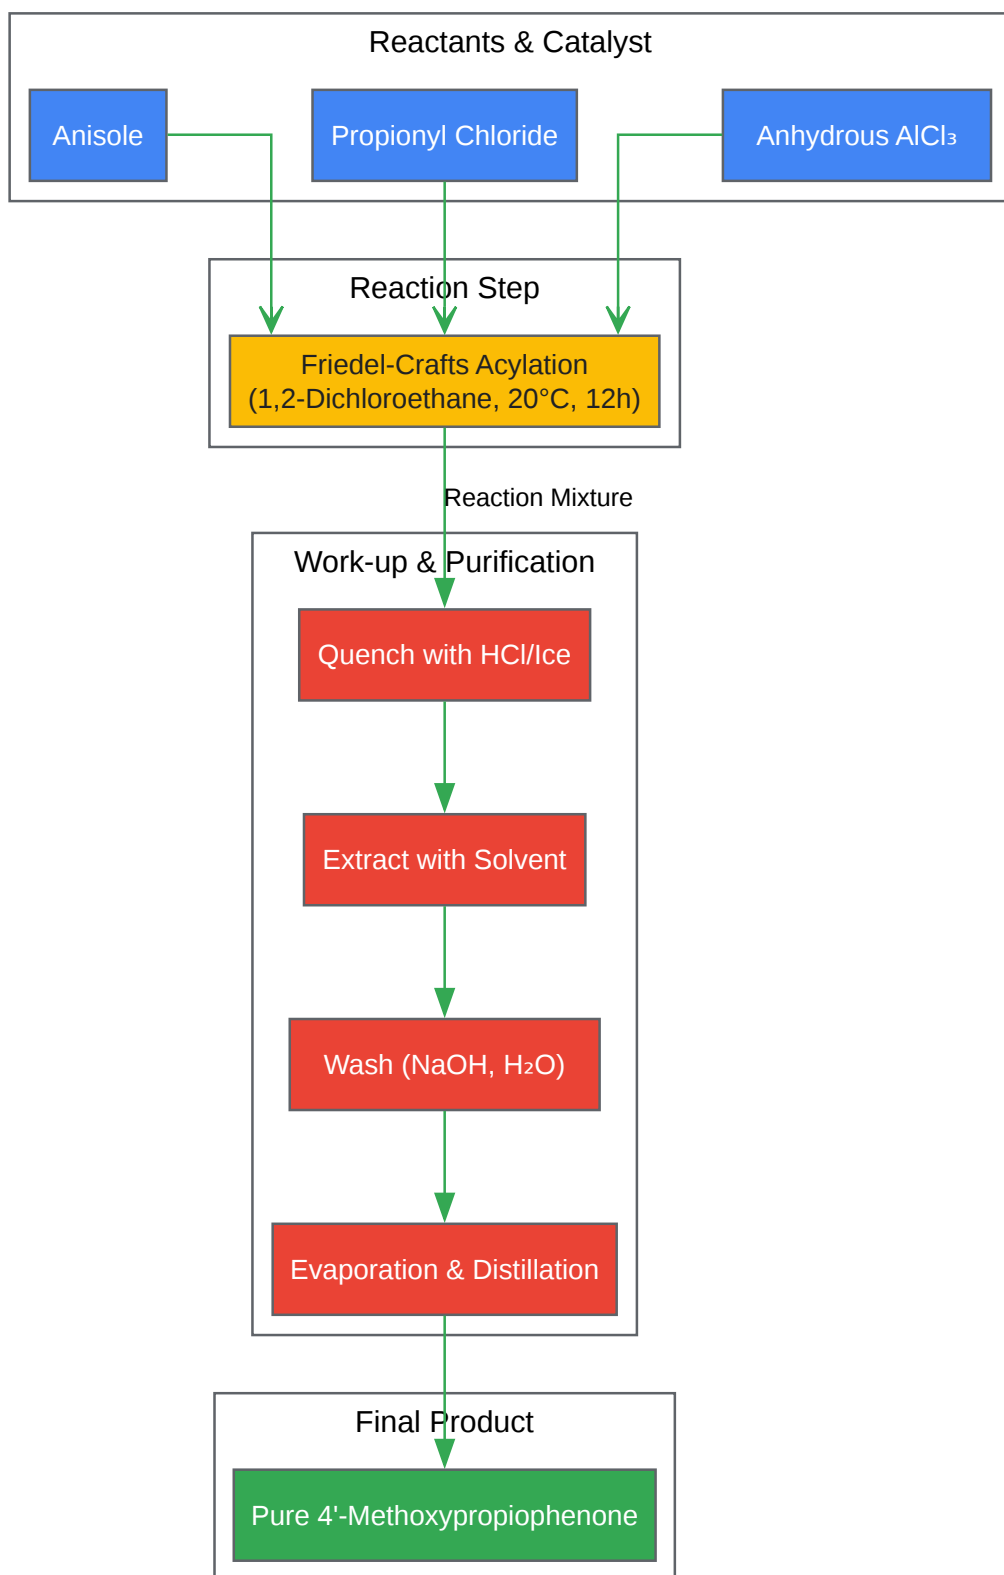 Reactants & Catalyst
Anisole
Propionyl Chloride
Anhydrous AlCl₃
Reaction Step
Friedel-Crafts Acylation
(1,2-Dichloroethane, 20°C, 12h)
Reaction Mixture
Work-up & Purification
Quench with HCl/Ice
Extract with Solvent
Wash (NaOH, H₂O)
Evaporation & Distillation
Final Product
Pure 4'-Methoxypropiophenone